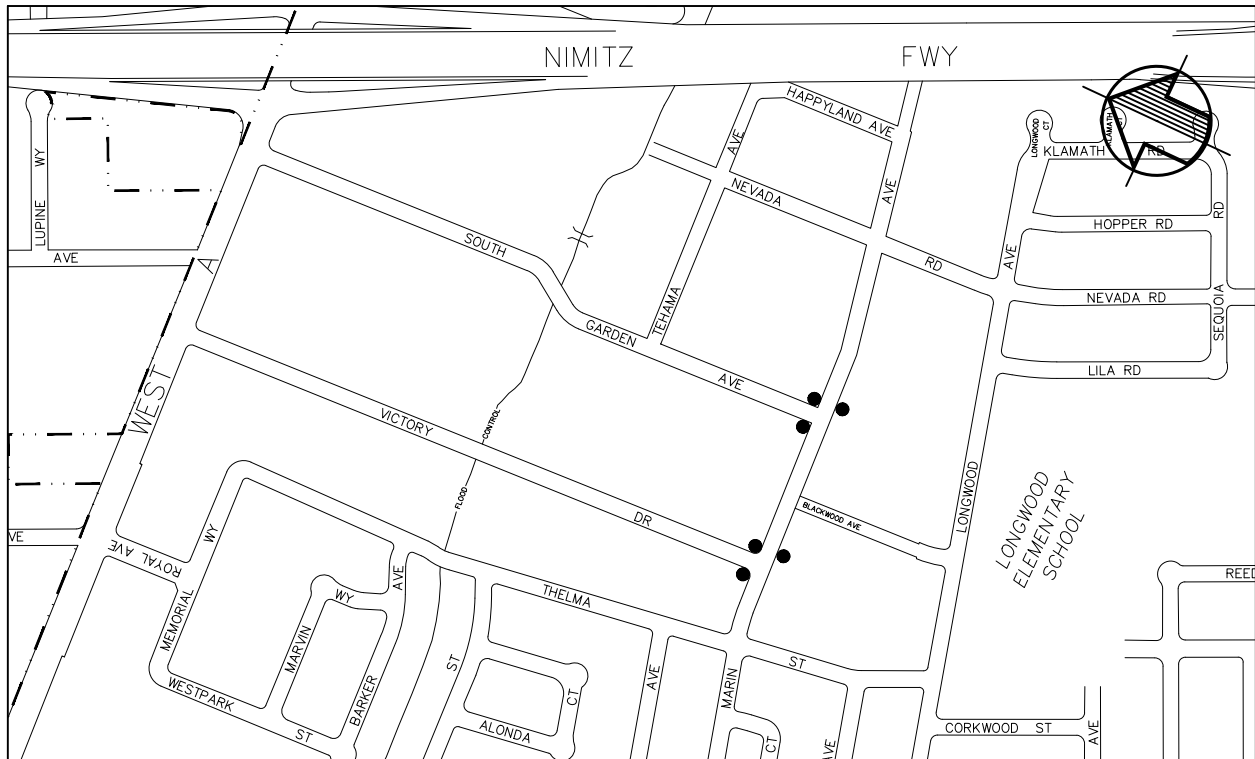 NIMITZ FWY
HAPPYLAND AVE
AVE
LONGWOOD CT
KLAMATH CT
KLAMATH RD
LUPINE WY
NEVADA RD
AVE
HOPPER RD
RD
AVE
SOUTH GARDEN AVE
AVE
WEST A
TEHAMA
NEVADA RD
SEQUOIA
LILA RD
VICTORY DR
FLOOD CONTROL
LONGWOOD
BLACKWOOD AVE
LONGWOOD
ELEMENTARY
SCHOOL
VE
ROYAL AVE
WY
MEMORIAL
AVE
THELMA ST
REED
WY
MARVIN
BARKER
ST
AVE
MARIN
WESTPARK ST
ALONDA
CT
CT
AVE
CORKWOOD ST
AVE